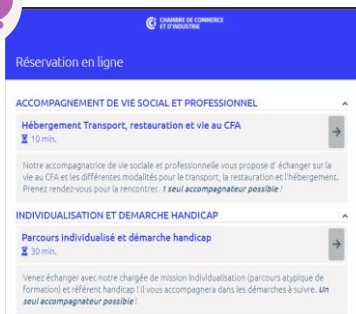 CHAMBRE DE COMMERCE
ET D'INDUSTRIE
Réservation en ligne
ACCOMPAGNEMENT DE VIE SOCIAL ET PROFESSIONNEL
Hébergement Transport, restauration et vie au CFA
10 min.
Notre accompagnatrice de vie sociale et professionnelle vous propose d' échanger sur la
vie au CFA et les différentes modalités pour le transport, la restauration et l'hébergement.
Prenez rendez-vous pour la rencontrer. 1 seul accompagnateur possible !
INDIVIDUALISATION ET DEMARCHE HANDICAP
Parcours individualisé et démarche handicap
30 min.
Venez échanger avec notre chargée de mission individualisation (parcours atypique de
formation) et référent handicap ! Il vous accompagnera dans les démarches à suivre. Un
seul accompagnateur possible !